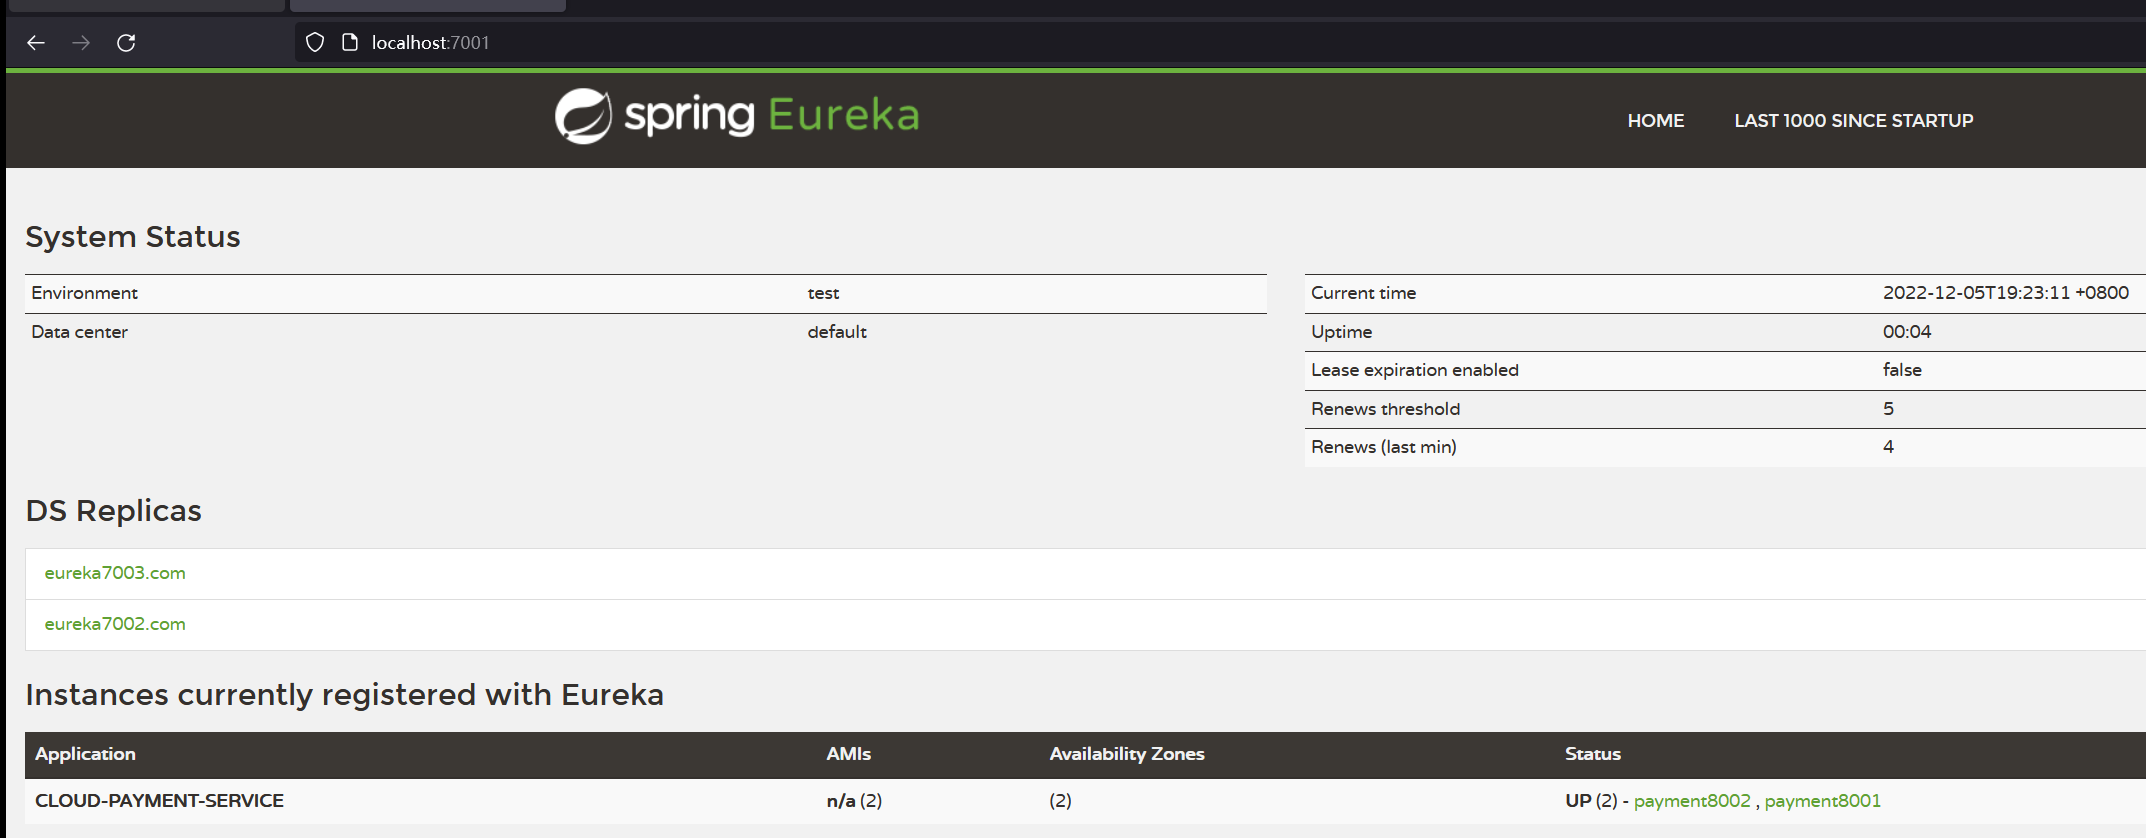 localhost:7001
spring Eureka
HOME LAST 1000 SINCE STARTUP
System Status
Environment test
Data center default
Current time 2022-12-05T19:23:11 +0800
Uptime 00:04
Lease expiration enabled false
Renews threshold 5
Renews (last min) 4
DS Replicas
eureka7003.com
eureka7002.com
Instances currently registered with Eureka
Application AMIs Availability Zones Status
CLOUD-PAYMENT-SERVICE n/a (2) (2) UP (2) - payment8002 , payment8001